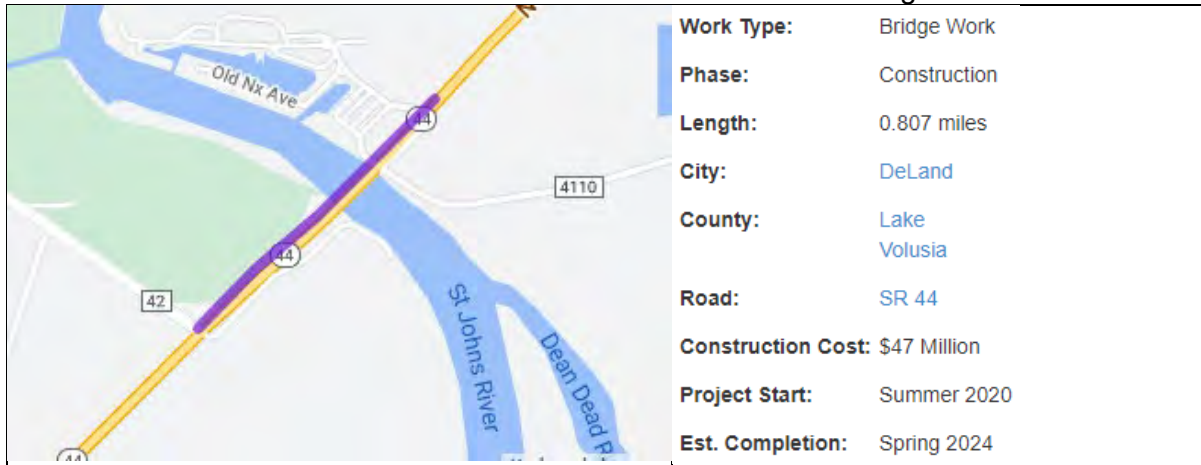 Old Nx Ave
44
4110
44
42
St Johns River
Dean Dead R
44
Work Type: Bridge Work
Phase: Construction
Length: 0.807 miles
City: DeLand
County: Lake
Volusia
Road: SR 44
Construction Cost: $47 Million
Project Start: Summer 2020
Est. Completion: Spring 2024